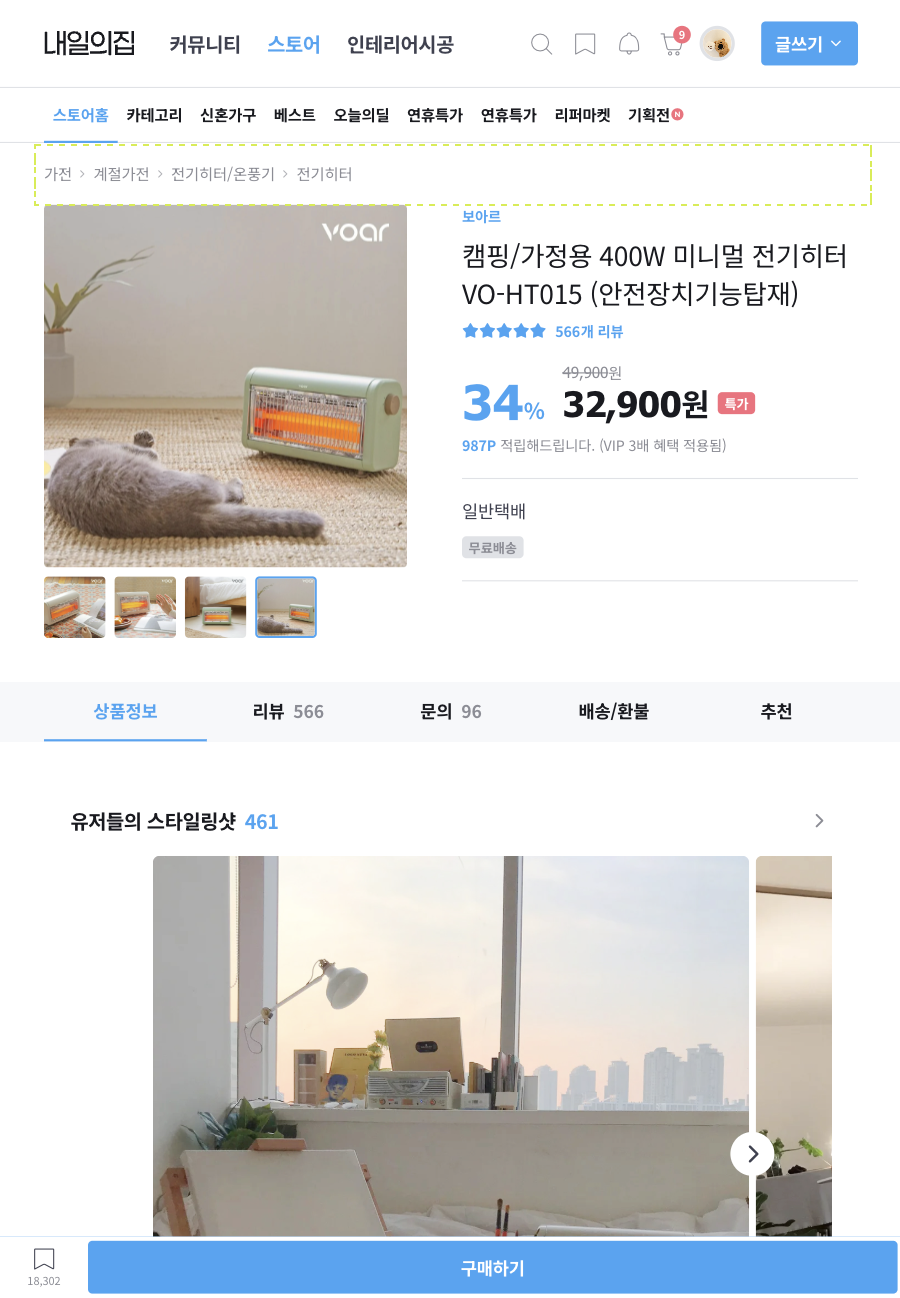 내일의집 커뮤니티 스토어 인테리어시공 9 글쓰기
스토어홈 카테고리 신혼가구 베스트 오늘의딜 연휴특가 연휴특가 리퍼마켓 기획전 N
가전 > 계절가전 > 전기히터/온풍기 > 전기히터
voar
보아르
캠핑/가정용 400W 미니멀 전기히터
VO-HT015 (안전장치기능탑재)
566개 리뷰
49,900원
34% 32,900원 특가
987P 적립해드립니다. (VIP 3배 혜택 적용됨)
일반택배
무료배송
상품정보 리뷰 566 문의 96 배송/환불 추천
유저들의 스타일링샷 461
18,302
구매하기